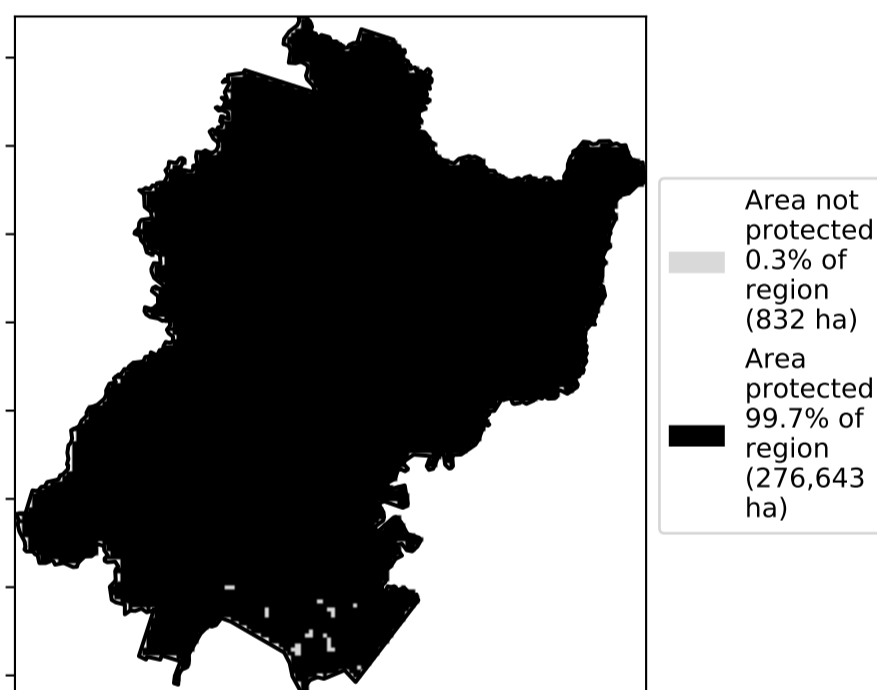 Area not
protected
0.3% of
region
(832 ha)
Area
protected
99.7% of
region
(276,643
ha)